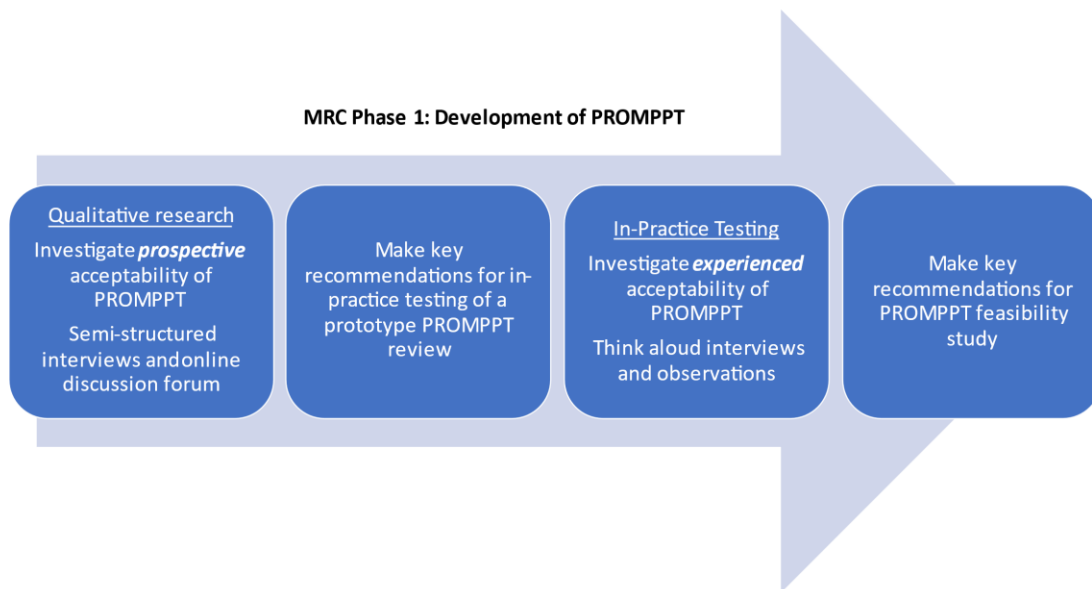 MRC Phase 1: Development of PROMPPT
Qualitative research
Investigate prospective
acceptability of
PROMPPT
Semi-structured
interviews andonline
discussion forum
Make key
recommendations for in-
practice testing of a
prototype PROMPPT
review
In-Practice Testing
Investigate experienced
acceptability of
PROMPPT
Think aloud interviews
and observations
Make key
recommendations for
PROMPPT feasibility
study